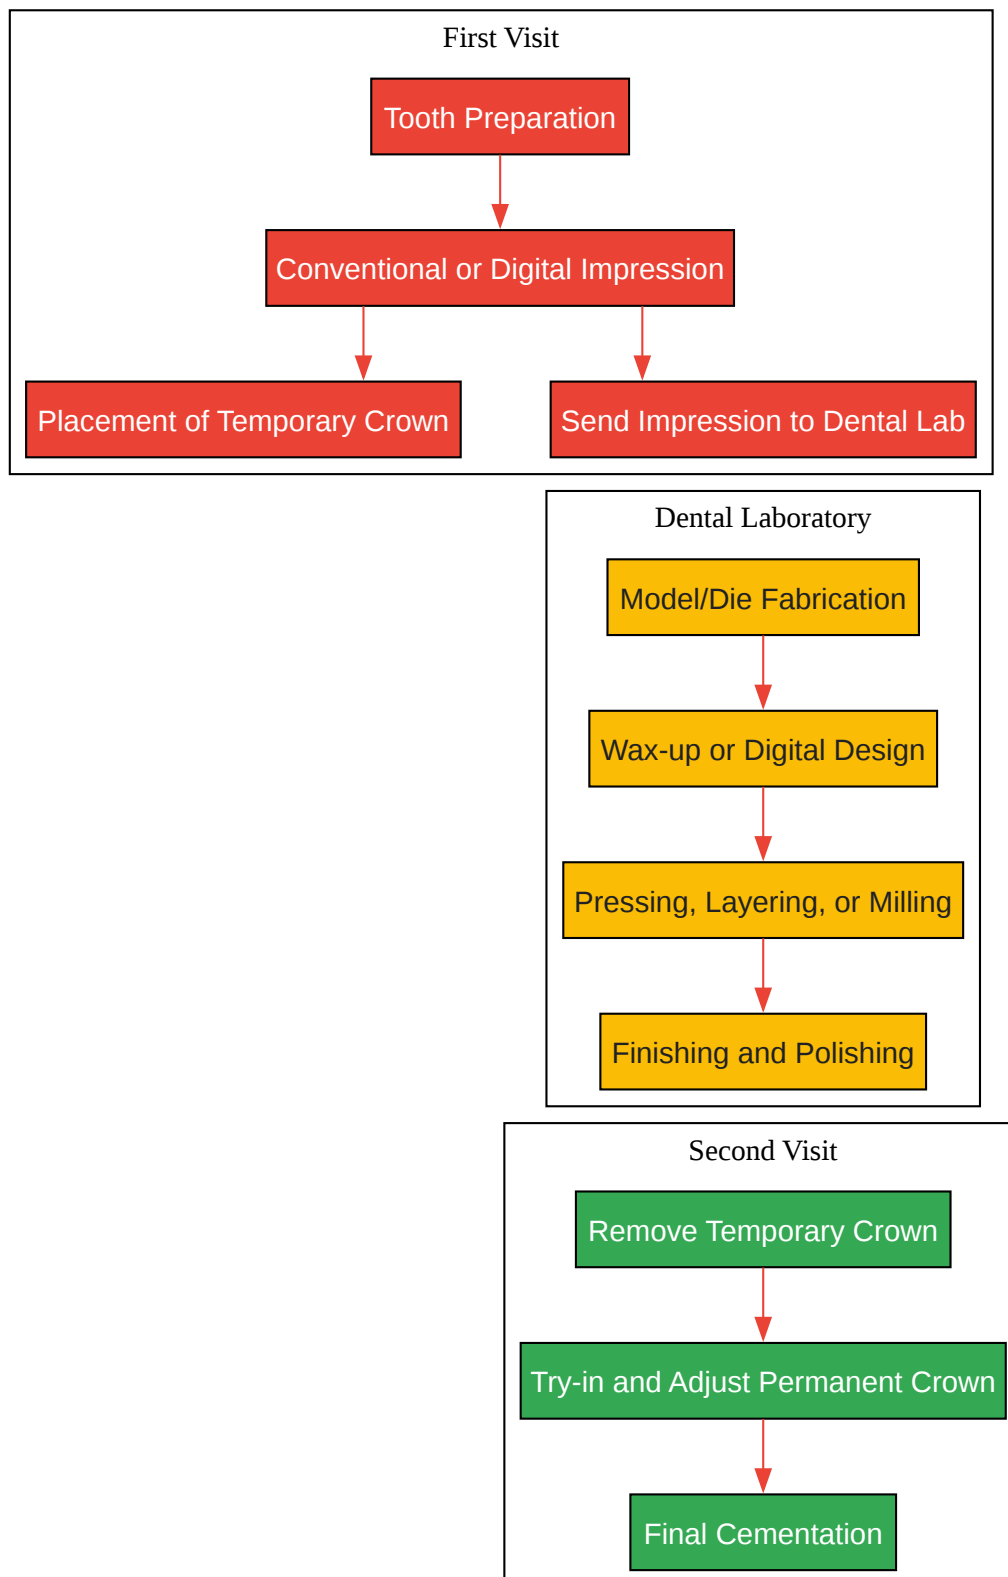 First Visit
Tooth Preparation
Conventional or Digital Impression
Placement of Temporary Crown
Send Impression to Dental Lab
Dental Laboratory
Model/Die Fabrication
Wax-up or Digital Design
Pressing, Layering, or Milling
Finishing and Polishing
Second Visit
Remove Temporary Crown
Try-in and Adjust Permanent Crown
Final Cementation